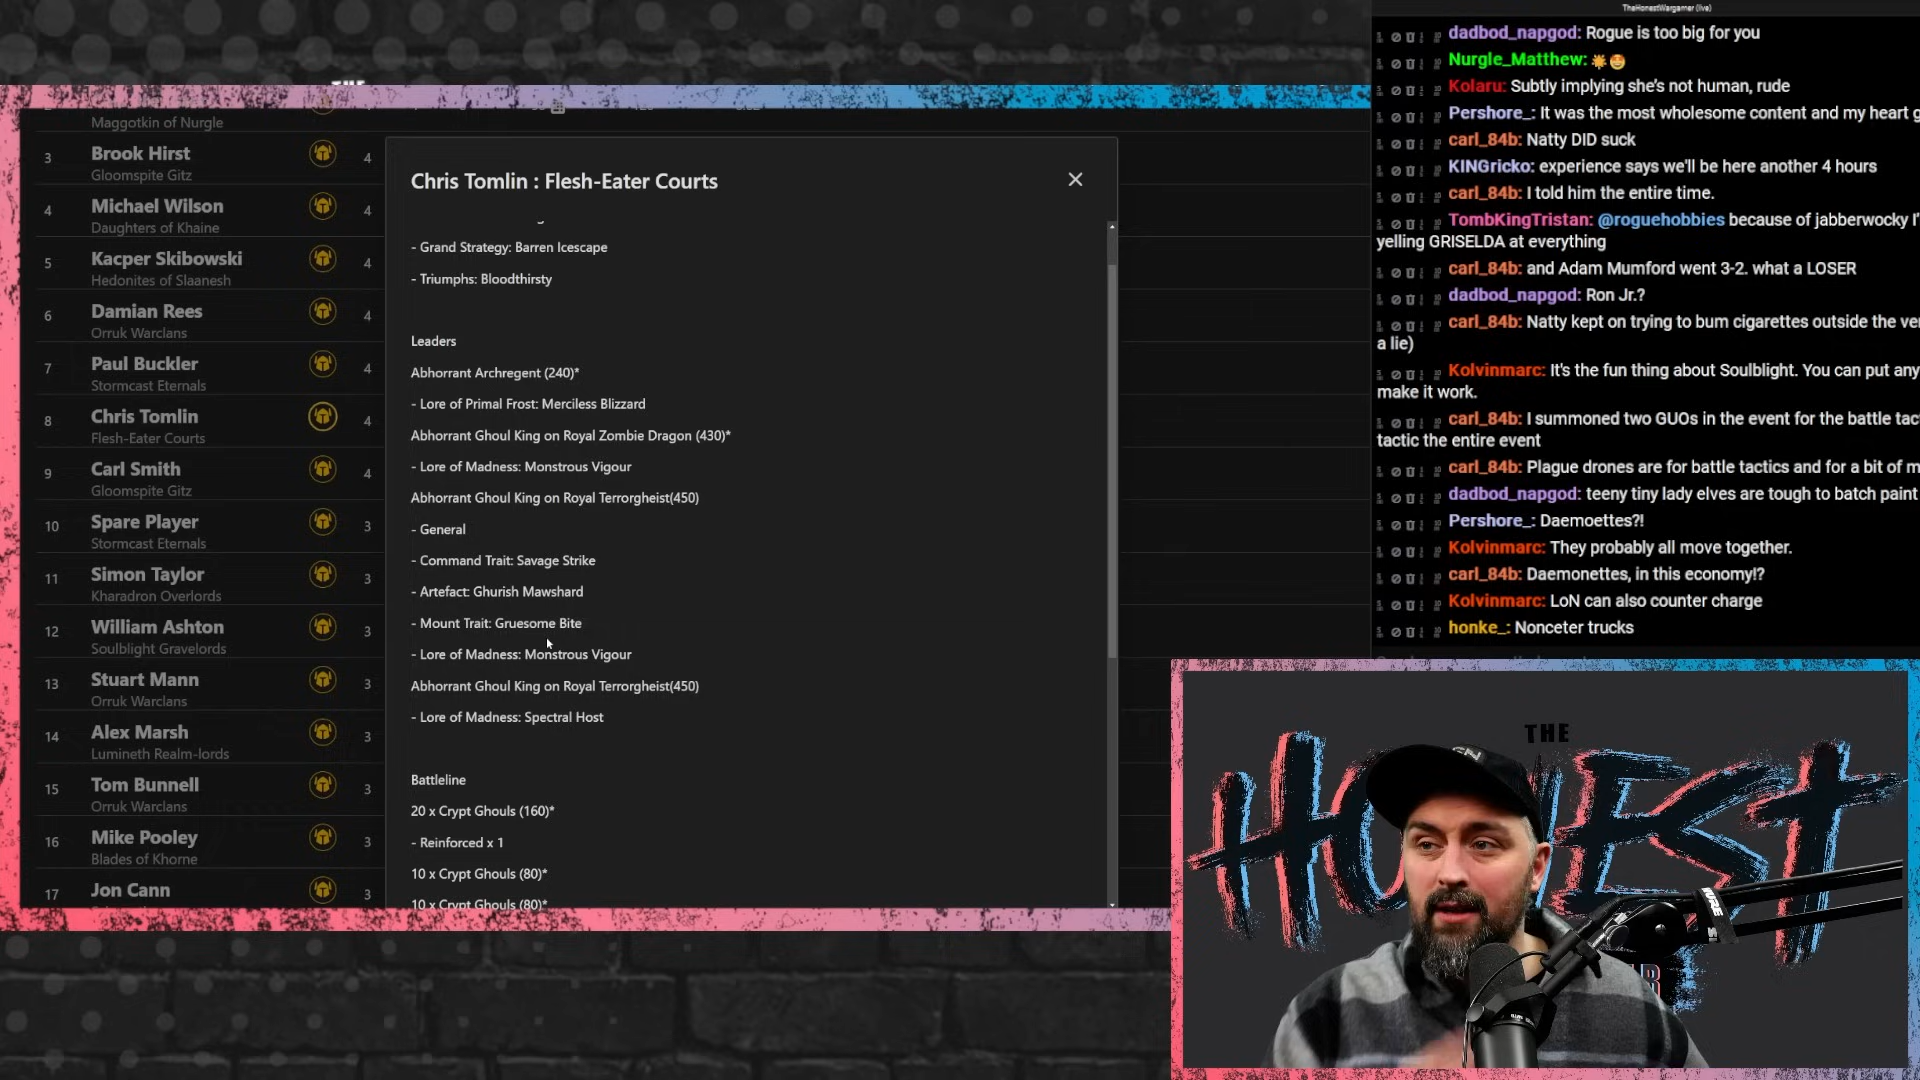 THE
Maggotkin of Nurgle
3 Brook Hirst 4
Gloomspite Gitz
4 Michael Wilson 4
Daughters of Khaine
5 Kacper Skibowski 4
Hedonites of Slaanesh
6 Damian Rees 4
Orruk Warclans
7 Paul Buckler 4
Stormcast Eternals
8 Chris Tomlin 4
Flesh-Eater Courts
9 Carl Smith 4
Gloomspite Gitz
10 Spare Player 3
Stormcast Eternals
11 Simon Taylor 3
Kharadron Overlords
12 William Ashton 3
Soulblight Gravelords
13 Stuart Mann 3
Orruk Warclans
14 Alex Marsh 3
Lumineth Realm-lords
15 Tom Bunnell 3
Orruk Warclans
16 Mike Pooley 3
Blades of Khorne
17 Jon Cann 3
Chris Tomlin : Flesh-Eater Courts
- Grand Strategy: Barren Icescape
- Triumphs: Bloodthirsty
Leaders
Abhorrant Archregent (240)*
- Lore of Primal Frost: Merciless Blizzard
Abhorrant Ghoul King on Royal Zombie Dragon (430)*
- Lore of Madness: Monstrous Vigour
Abhorrant Ghoul King on Royal Terrorgheist(450)
- General
- Command Trait: Savage Strike
- Artefact: Ghurish Mawshard
- Mount Trait: Gruesome Bite
- Lore of Madness: Monstrous Vigour
Abhorrant Ghoul King on Royal Terrorgheist(450)
- Lore of Madness: Spectral Host
Battleline
20 x Crypt Ghouls (160)*
- Reinforced x 1
10 x Crypt Ghouls (80)*
10 x Crypt Ghouls (80)*
TheHonestWargamer (live)
dadbod_napgod: Rogue is too big for you
Nurgle_Matthew:
Kolaru: Subtly implying she's not human, rude
Pershore_: It was the most wholesome content and my heart g
carl_84b: Natty DID suck
KINGricko: experience says we'll be here another 4 hours
carl_84b: I told him the entire time.
TombKingTristan: @roguehobbies because of jabberwocky I'
yelling GRISELDA at everything
carl_84b: and Adam Mumford went 3-2. what a LOSER
dadbod_napgod: Ron Jr.?
carl_84b: Natty kept on trying to bum cigarettes outside the ve
a lie)
Kolvinmarc: It's the fun thing about Soulblight. You can put any
make it work.
carl_84b: I summoned two GUOs in the event for the battle tac
tactic the entire event
carl_84b: Plague drones are for battle tactics and for a bit of m
dadbod_napgod: teeny tiny lady elves are tough to batch paint
Pershore_: Daemoettes?!
Kolvinmarc: They probably all move together.
carl_84b: Daemonettes, in this economy!?
Kolvinmarc: LoN can also counter charge
honke_: Nonceter trucks
THE
HONEST
SHURE